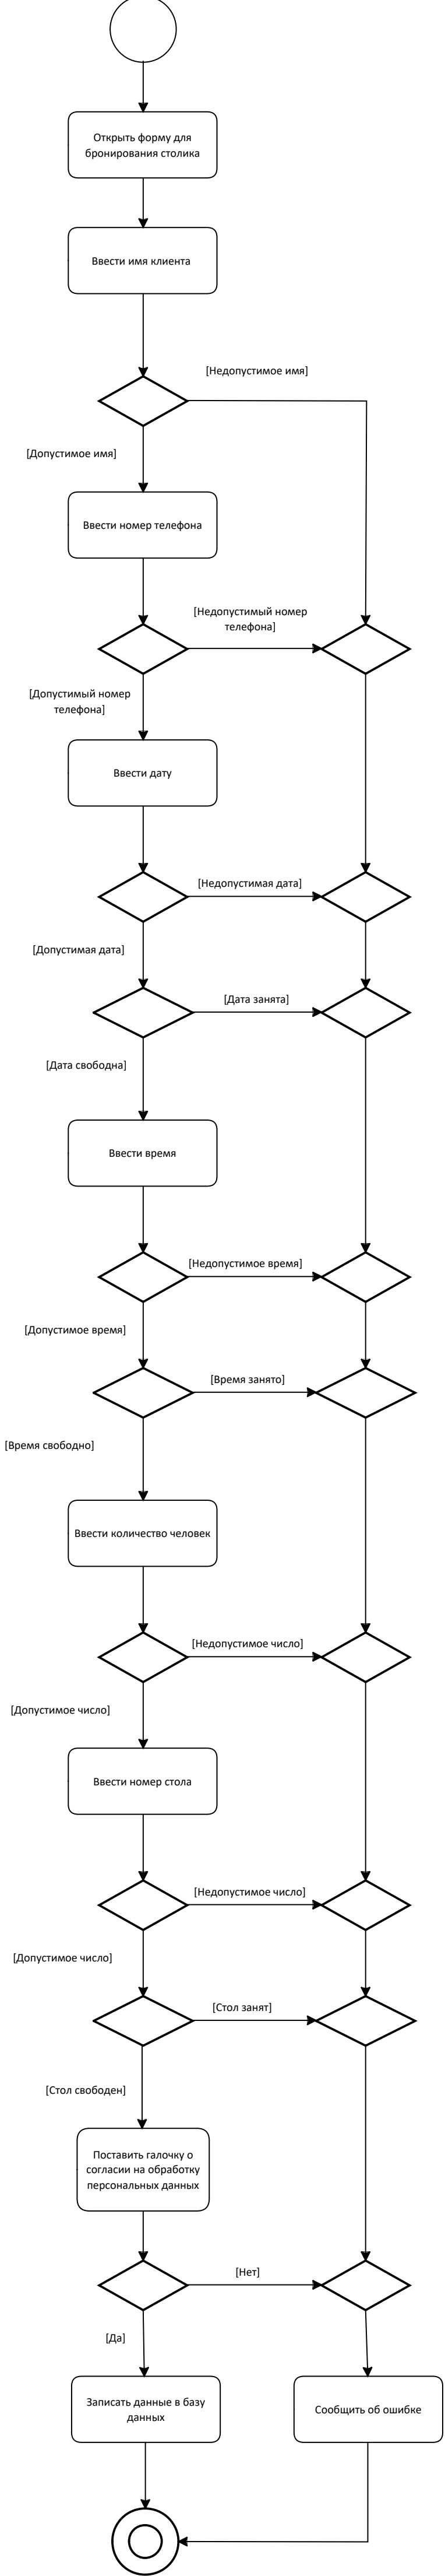 Открыть форму для
бронирования столика
Ввести имя клиента
[Недопустимое имя]
[Допустимое имя]
Ввести номер телефона
[Недопустимый номер
телефона]
[Допустимый номер
телефона]
Ввести дату
[Недопустимая дата]
[Допустимая дата]
[Дата занята]
[Дата свободна]
Ввести время
[Недопустимое время]
[Допустимое время]
[Время занято]
[Время свободно]
Ввести количество человек
[Недопустимое число]
[Допустимое число]
Ввести номер стола
[Недопустимое число]
[Допустимое число]
[Стол занят]
[Стол свободен]
Поставить галочку о
согласии на обработку
персональных данных
[Нет]
[Да]
Записать данные в базу
данных
Сообщить об ошибке